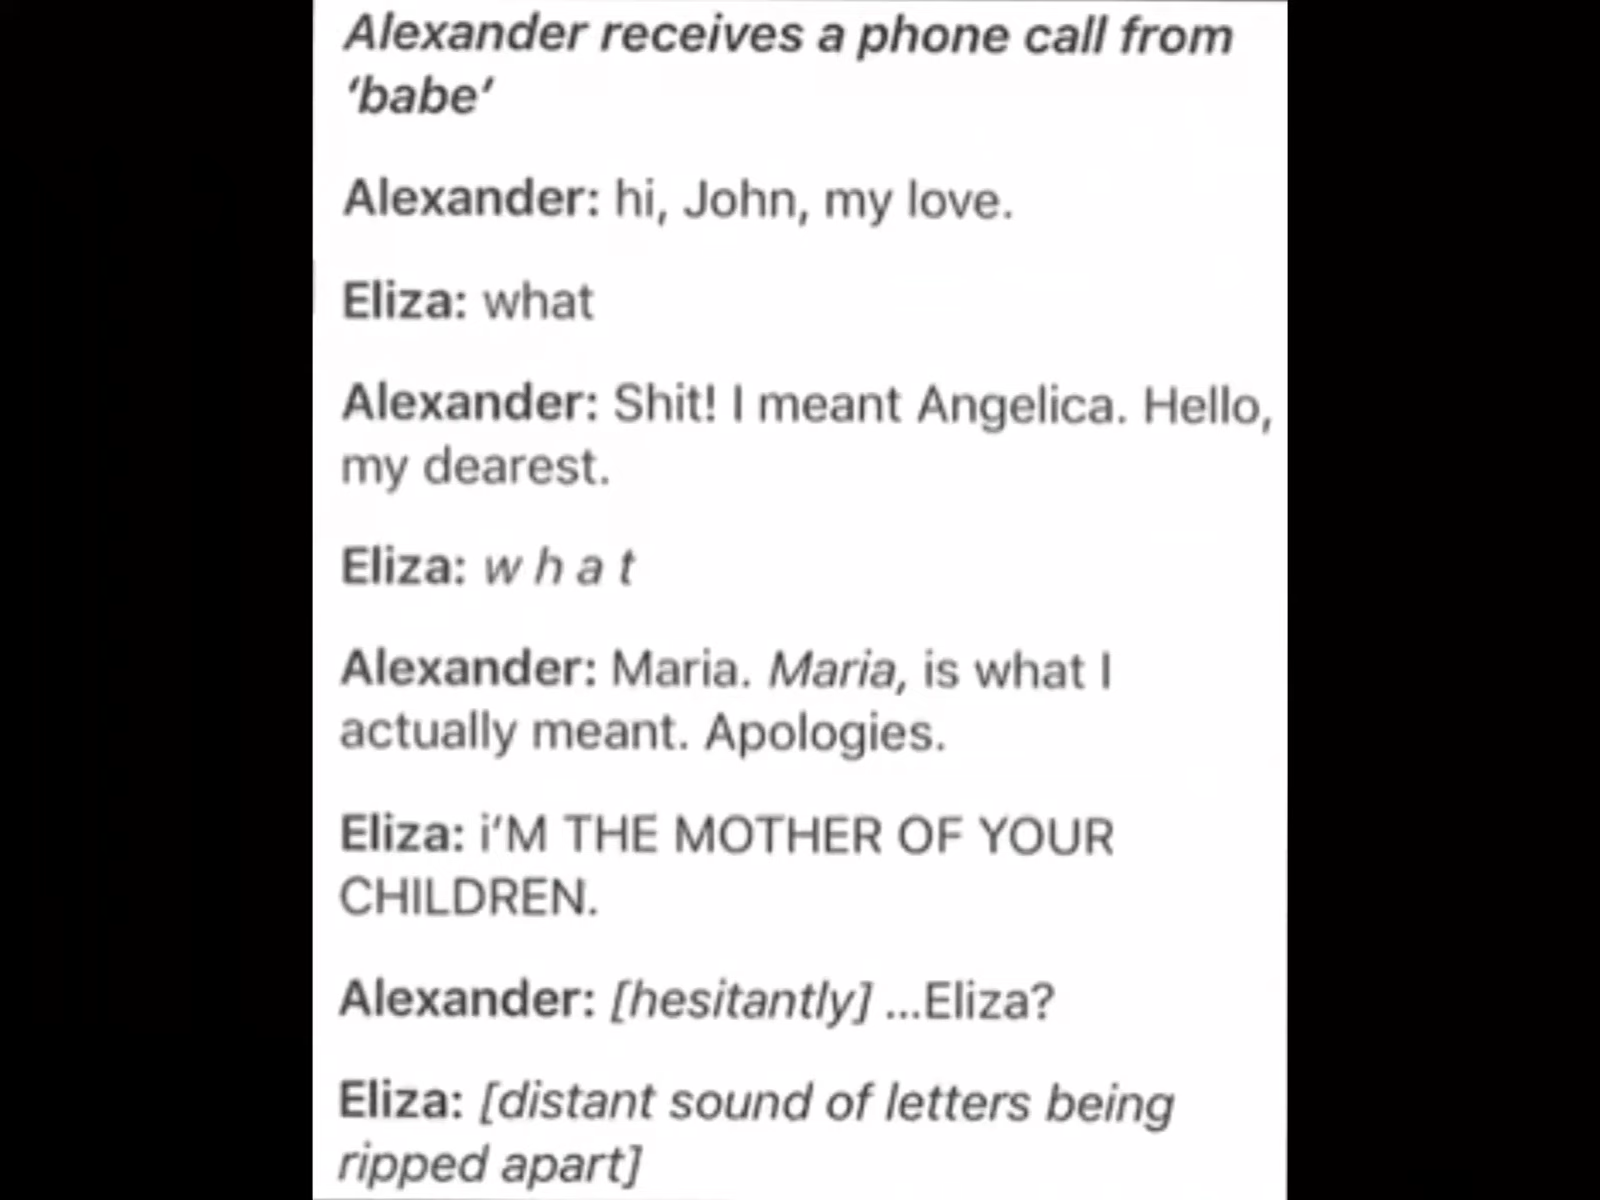 Alexander receives a phone call from
‘babe’
Alexander: hi, John, my love.
Eliza: what
Alexander: Shit! I meant Angelica. Hello,
my dearest.
Eliza: w h a t
Alexander: Maria. Maria, is what I
actually meant. Apologies.
Eliza: i’M THE MOTHER OF YOUR
CHILDREN.
Alexander: [hesitantly] ...Eliza?
Eliza: [distant sound of letters being
ripped apart]